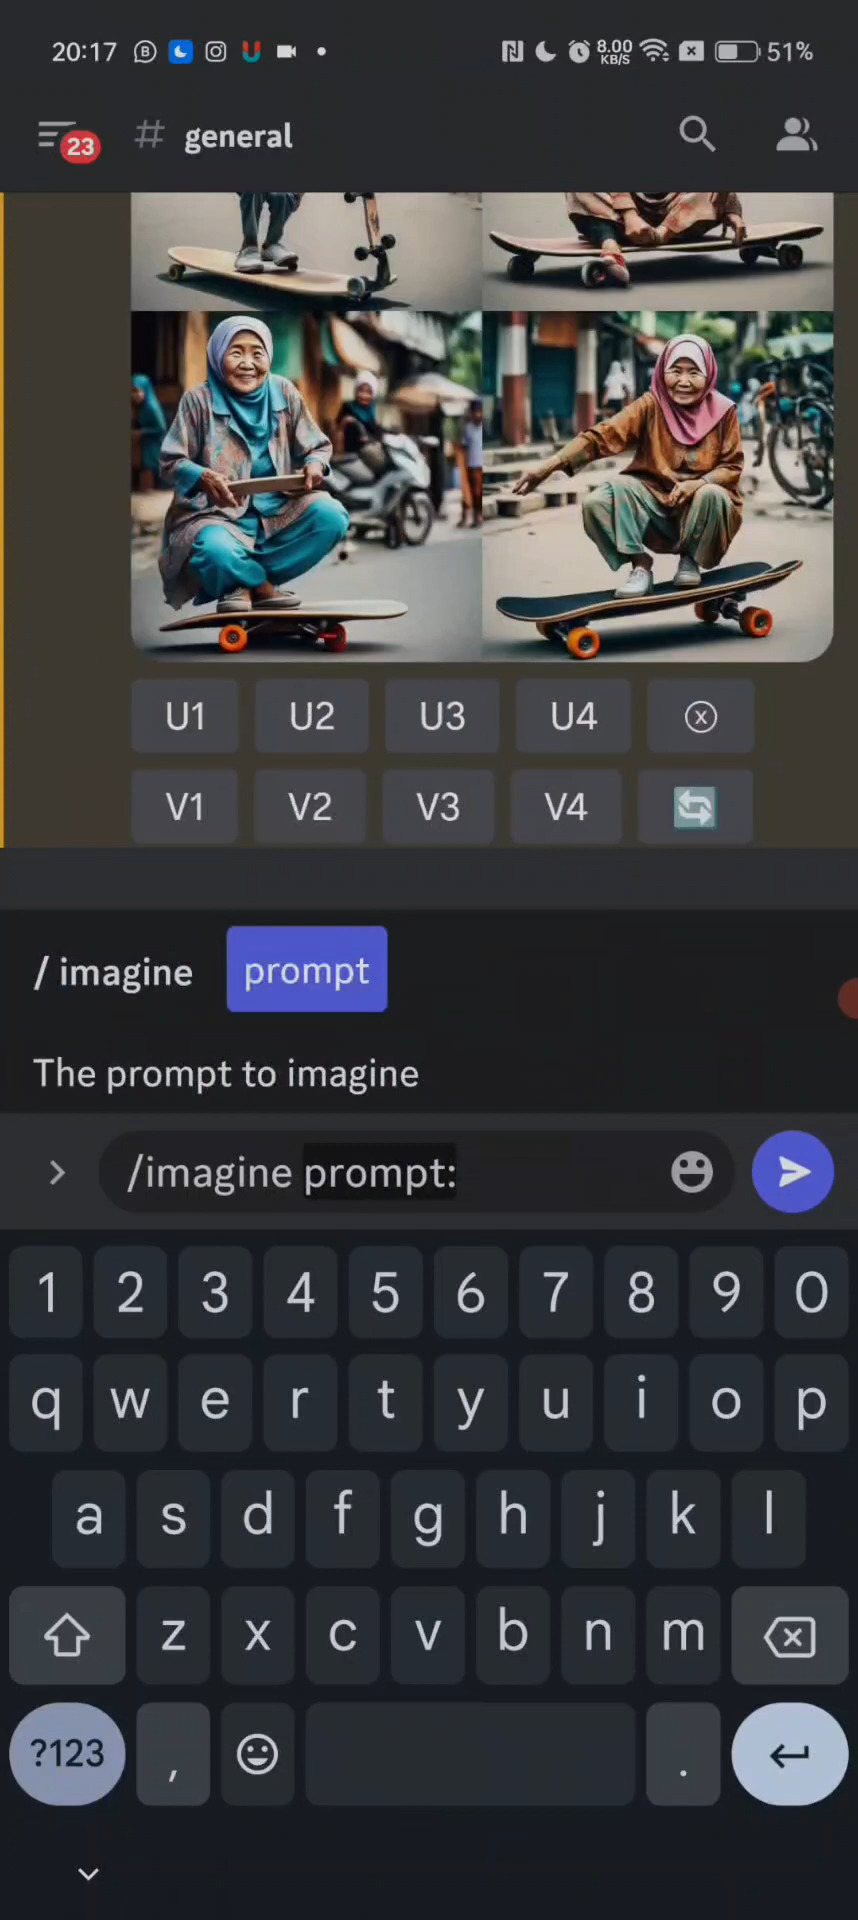 20:17 8.00 KB/S 51%
23 # general
U1 U2 U3 U4
V1 V2 V3 V4
/ imagine prompt
The prompt to imagine
/imagine prompt:
1 2 3 4 5 6 7 8 9 0
q w e r t y u i o p
a s d f g h j k l
z x c v b n m
?123 , .